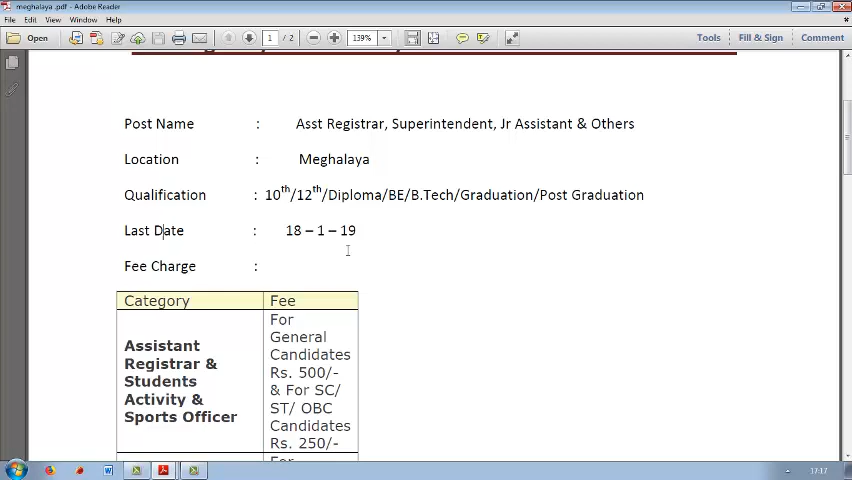 meghalaya .pdf - Adobe Reader
File Edit View Window Help
Open 1 / 2 139% Tools Fill & Sign Comment
Post Name : Asst Registrar, Superintendent, Jr Assistant & Others
Location : Meghalaya
Qualification : 10th/12th/Diploma/BE/B.Tech/Graduation/Post Graduation
Last Date : 18 – 1 – 19
Fee Charge :
Category Fee
Assistant Registrar & Students Activity & Sports Officer
For
General
Candidates
Rs. 500/-
& For SC/
ST/ OBC
Candidates
Rs. 250/-
For
17:17